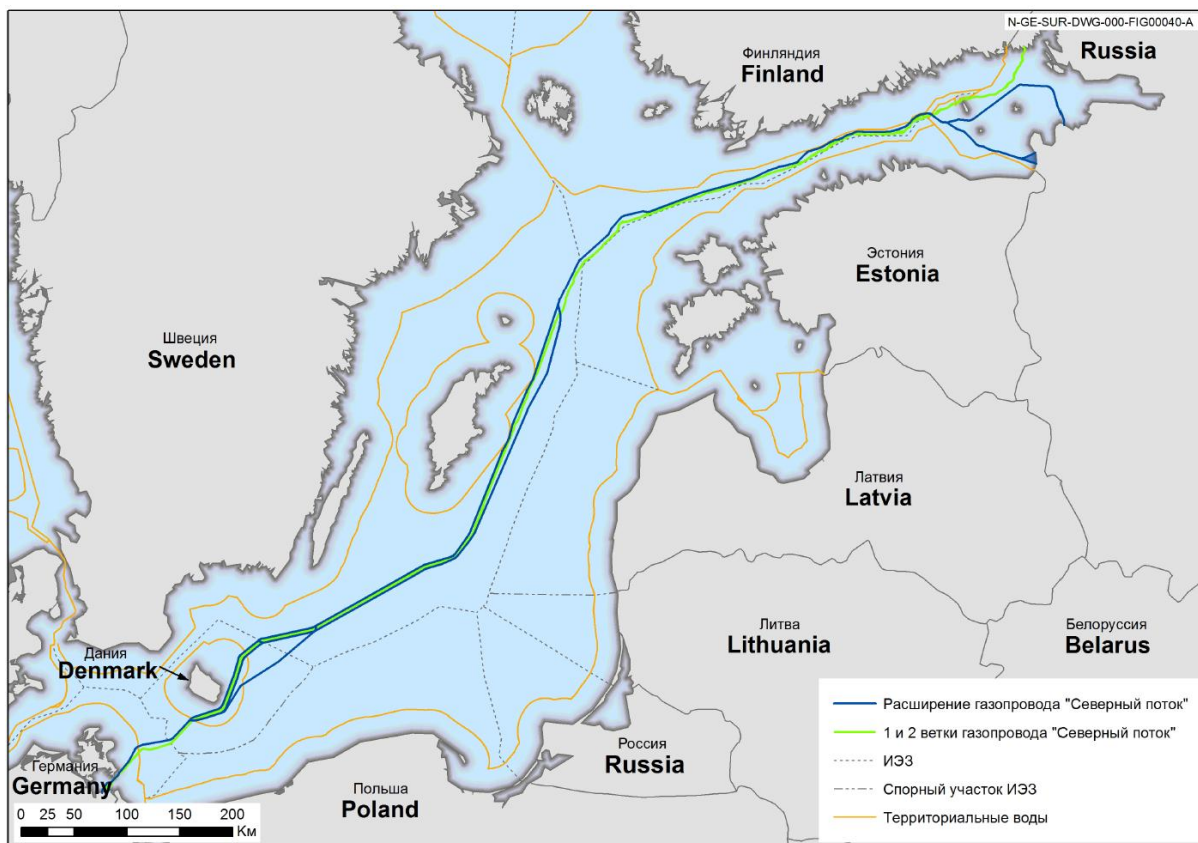 N-GE-SUR-DWG-000-FIG00040-A
Финляндия
Finland
Russia
Эстония
Estonia
Швеция
Sweden
Латвия
Latvia
Литва
Lithuania
Белоруссия
Belarus
Дания
Denmark
Германия
Germany
Польша
Poland
Россия
Russia
0 25 50 100 150 200
Км
Расширение газопровода "Северный поток"
1 и 2 ветки газопровода "Северный поток"
ИЭЗ
Спорный участок ИЭЗ
Территориальные воды